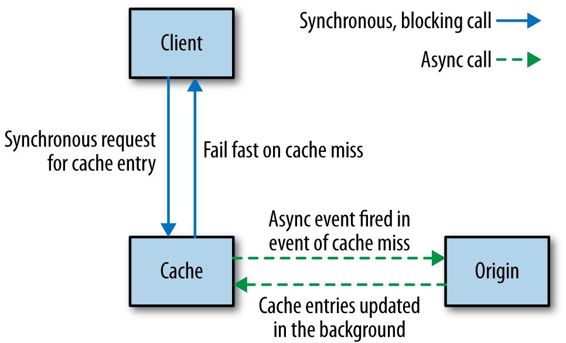 Client
Synchronous, blocking call
Async call
Synchronous request
for cache entry
Fail fast on cache miss
Async event fired in
event of cache miss
Cache
Origin
Cache entries updated
in the background